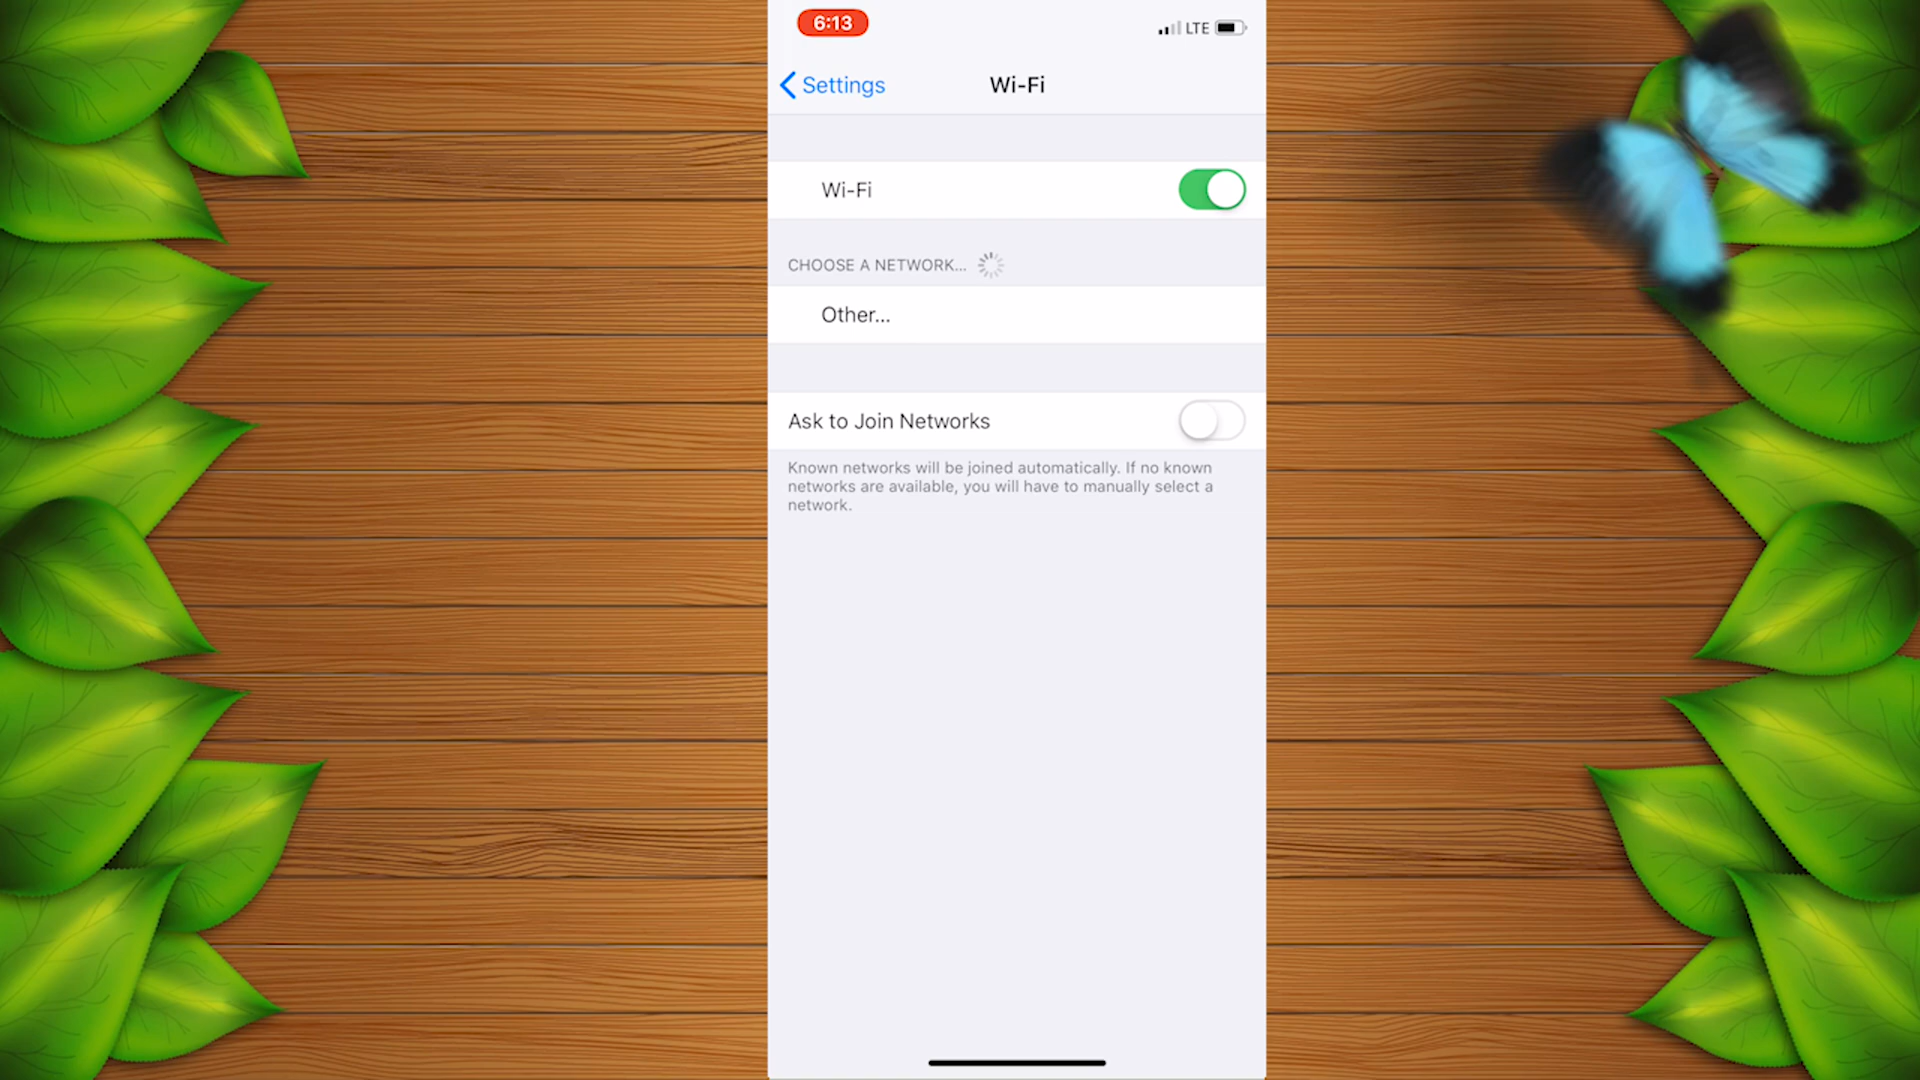 6:13
LTE
Settings
Wi-Fi
Wi-Fi
CHOOSE A NETWORK...
Other...
Ask to Join Networks
Known networks will be joined automatically. If no known
networks are available, you will have to manually select a
network.